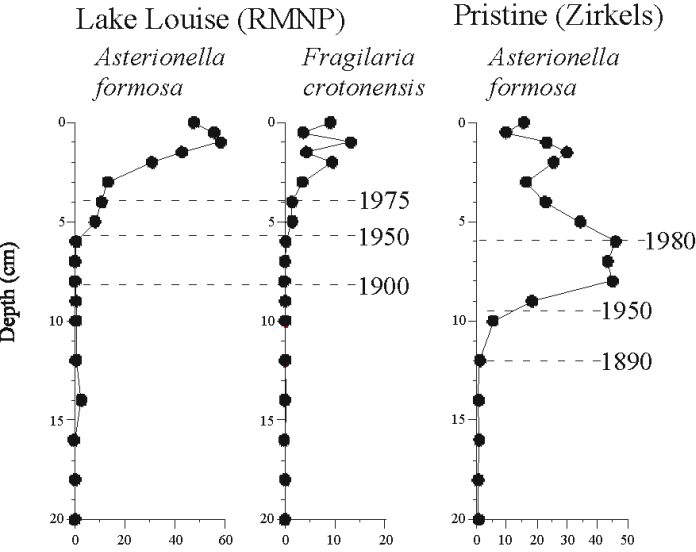 Lake Louise (RMNP)
Pristine (Zirkels)
Asterionella
formosa
Fragilaria
crotonensis
Asterionella
formosa
Depth (cm)
0
5
10
15
20
0 20 40 60
0
5
10
15
20
0 10 20
1975
1950
1900
0
5
10
15
20
0 10 20 30 40 50
1980
1950
1890